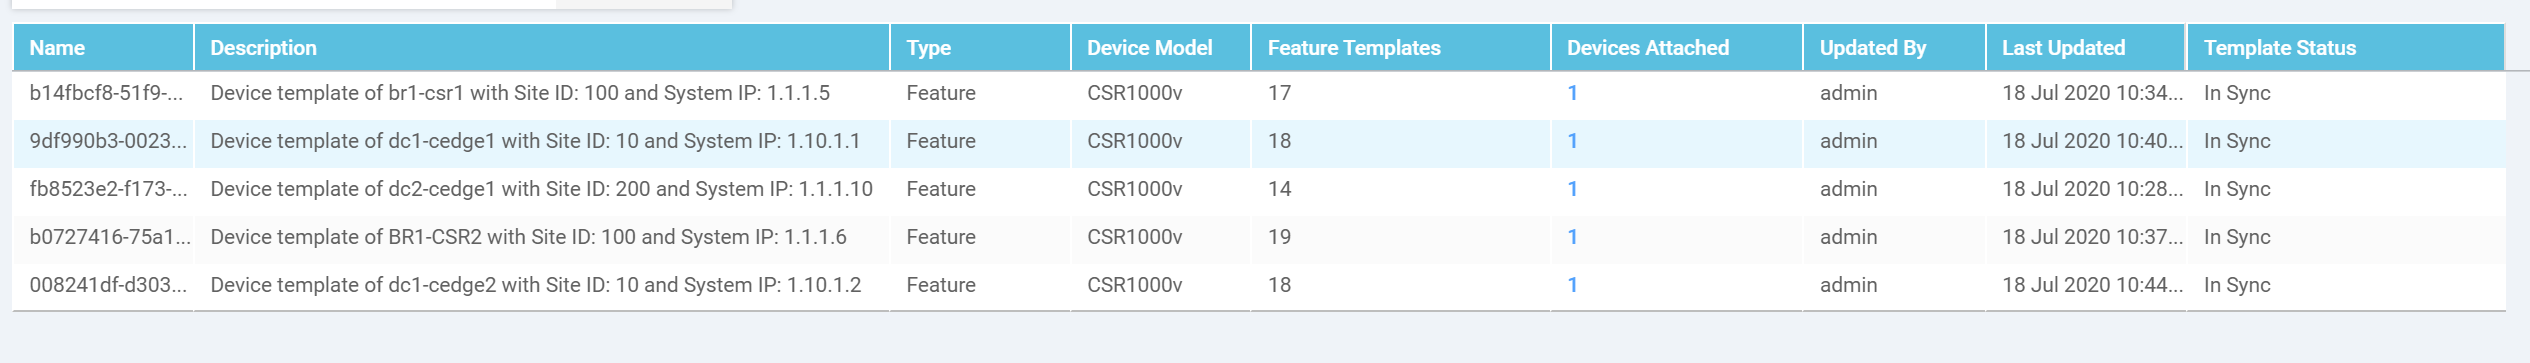 Name Description Type Device Model Feature Templates Devices Attached Updated By Last Updated Template Status
b14fbcf8-51f9-... Device template of br1-csr1 with Site ID: 100 and System IP: 1.1.1.5 Feature CSR1000v 17 1 admin 18 Jul 2020 10:34... In Sync
9df990b3-0023... Device template of dc1-cedge1 with Site ID: 10 and System IP: 1.10.1.1 Feature CSR1000v 18 1 admin 18 Jul 2020 10:40... In Sync
fb8523e2-f173-... Device template of dc2-cedge1 with Site ID: 200 and System IP: 1.1.1.10 Feature CSR1000v 14 1 admin 18 Jul 2020 10:28... In Sync
b0727416-75a1... Device template of BR1-CSR2 with Site ID: 100 and System IP: 1.1.1.6 Feature CSR1000v 19 1 admin 18 Jul 2020 10:37... In Sync
008241df-d303... Device template of dc1-cedge2 with Site ID: 10 and System IP: 1.10.1.2 Feature CSR1000v 18 1 admin 18 Jul 2020 10:44... In Sync